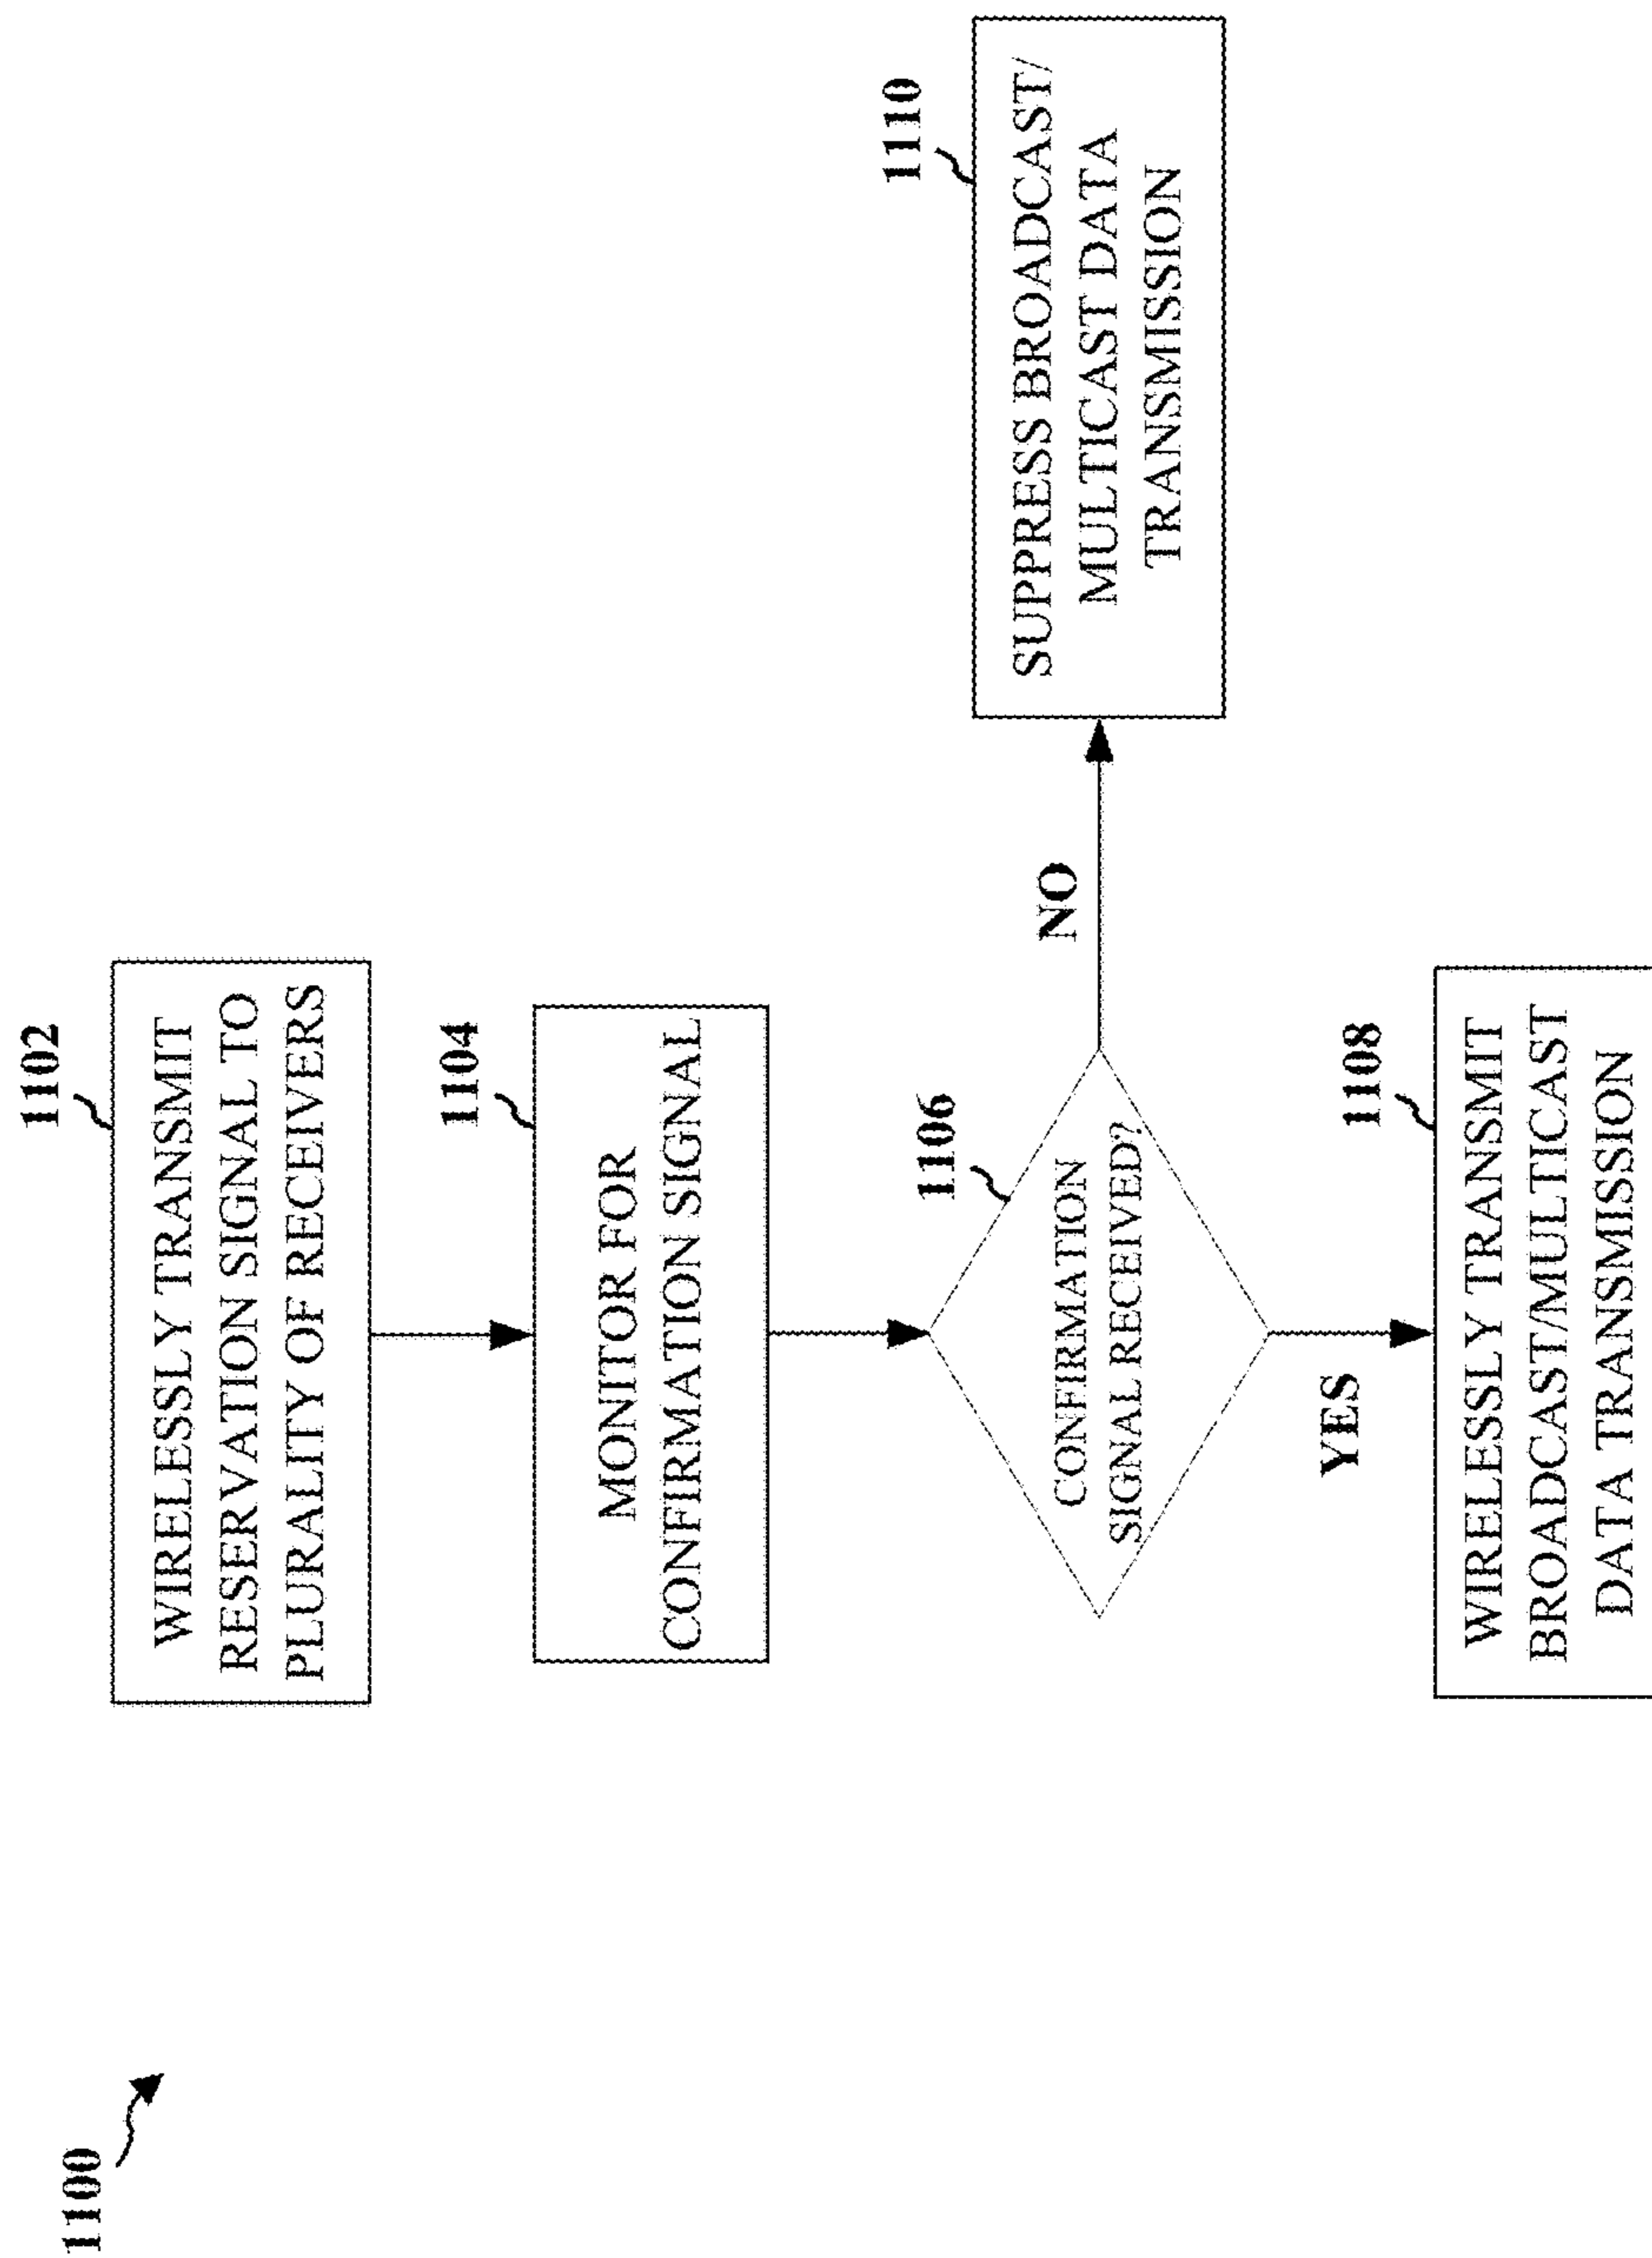 1100
1102
WIRELESSLY TRANSMIT
RESERVATION SIGNAL TO
PLURALITY OF RECEIVERS
1104
MONITOR FOR
CONFIRMATION SIGNAL
1106
CONFIRMATION
SIGNAL RECEIVED?
NO
1110
SUPPRESS BROADCAST/
MULTICAST DATA
TRANSMISSION
YES
1108
WIRELESSLY TRANSMIT
BROADCAST/MULTICAST
DATA TRANSMISSION